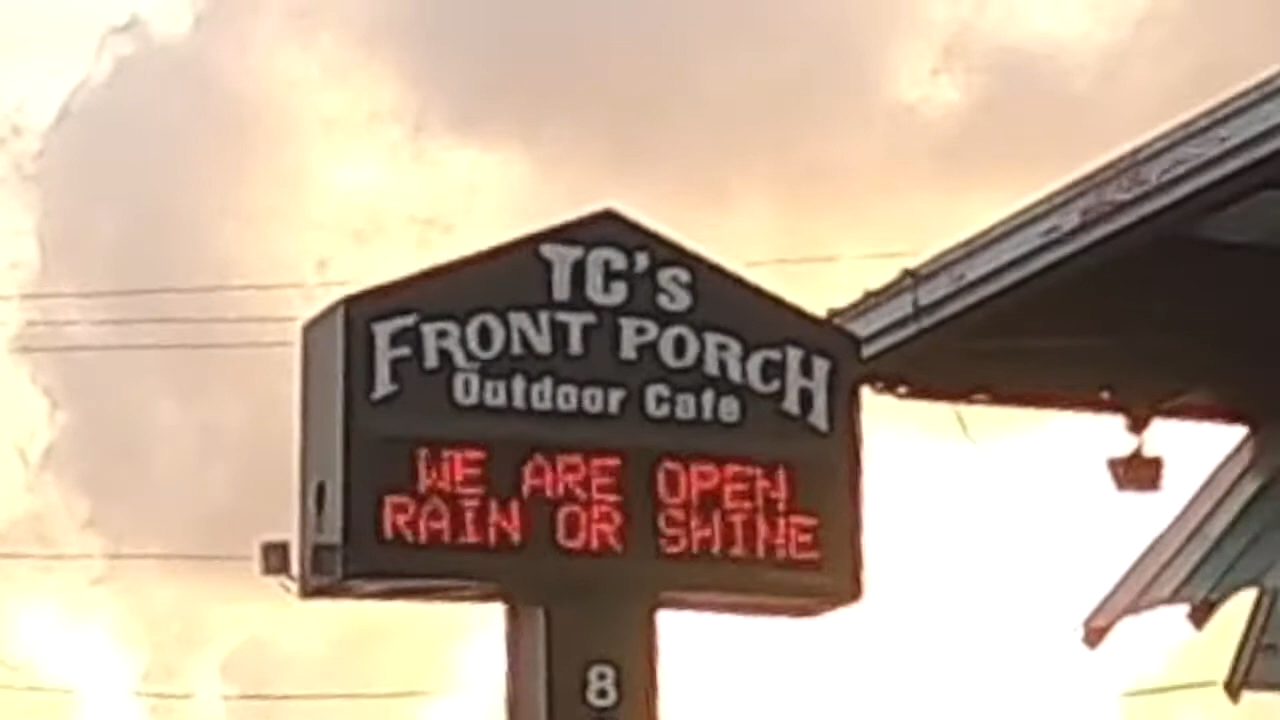 TC's
FRONT PORCH
Outdoor Cafe
WE ARE OPEN
RAIN OR SHINE
8